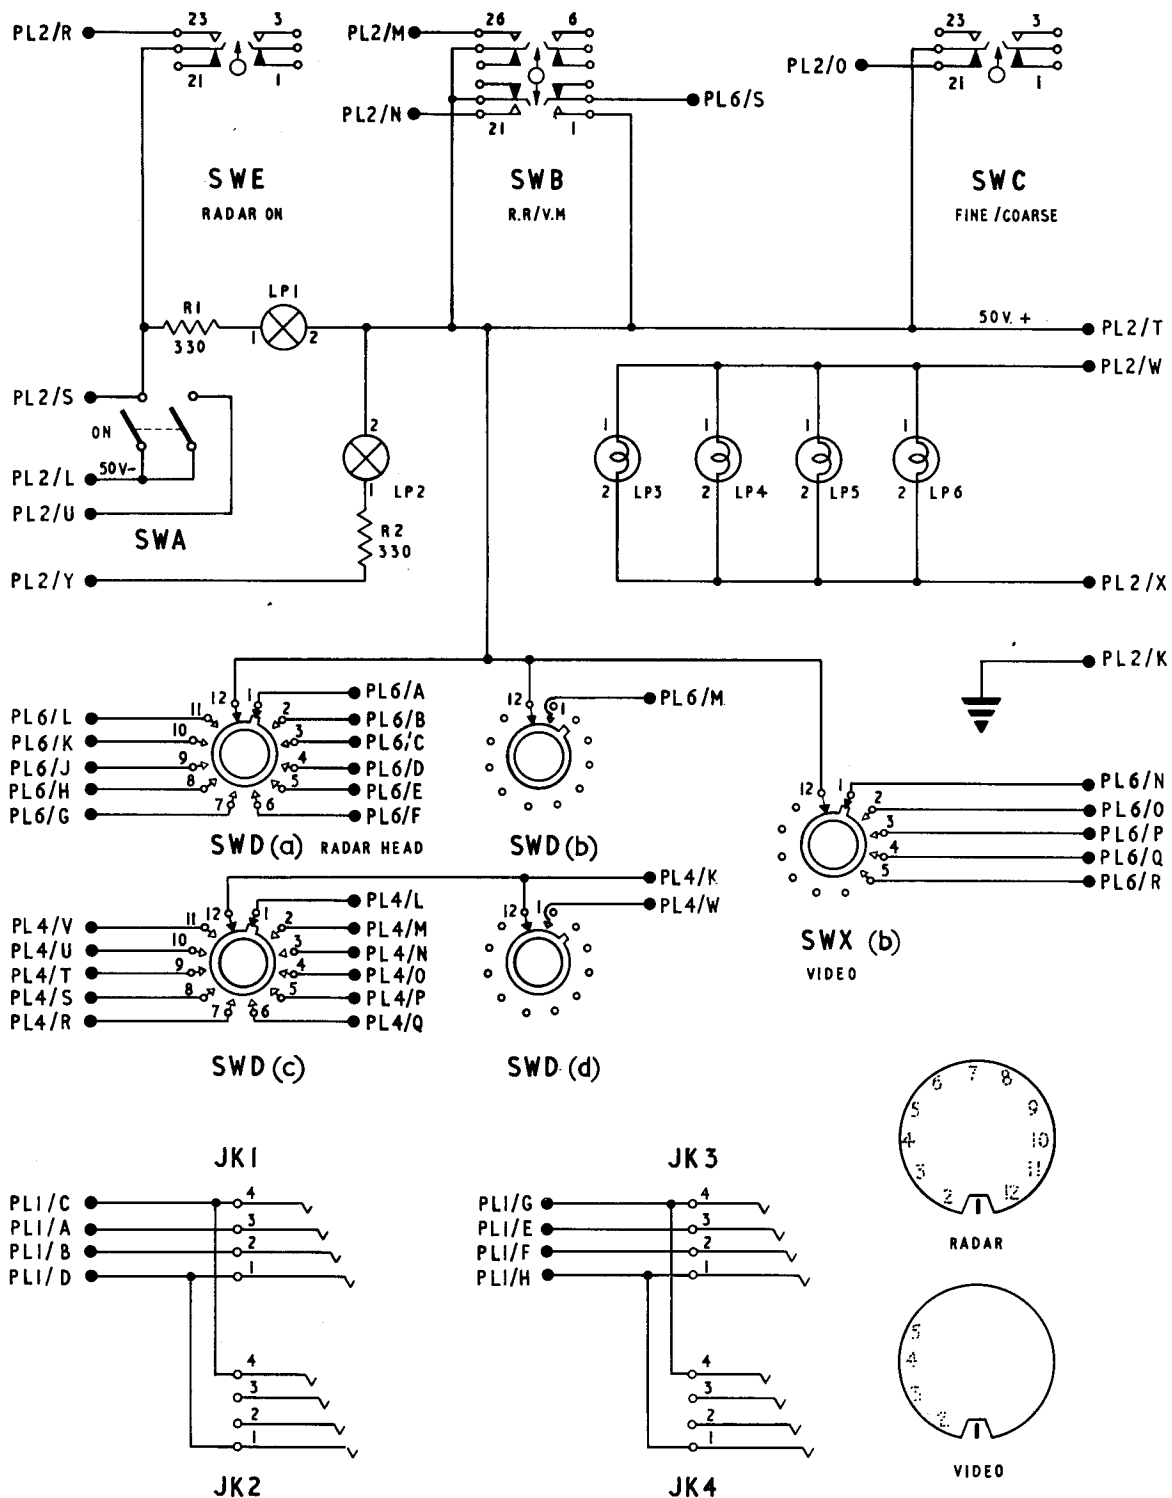 23 3 26 6 23 3
PL2/R PL2/M
PL2/O
21 1 PL6/S 21 1
PL2/N
21 1
SWE SWB SWC
RADAR ON R.R/V.M FINE/COARSE
R1 LP1
50V. + PL2/T
330 1 2
PL2/W
PL2/S
ON 2 1 1 1 1
PL2/L 50V-
1 LP2 2 LP3 2 LP4 2 LP5 2 LP6
PL2/U
SWA R2
330
PL2/Y PL2/X
PL2/K
12 1 PL6/A 12 1 PL6/M
PL6/L 11 2 PL6/B
PL6/K 10 3 PL6/C
PL6/J 9 4 PL6/D
PL6/H 8 5 PL6/E
PL6/G 7 6 PL6/F
12 1 PL6/N
2 PL6/O
3 PL6/P
4 PL6/Q
5 PL6/R
SWD (a) RADAR HEAD SWD (b)
PL4/K
12 1 PL4/L 12 1 PL4/W
PL4/V 11 2 PL4/M
PL4/U 10 3 PL4/N
PL4/T 9 4 PL4/O
PL4/S 8 5 PL4/P
PL4/R 7 6 PL4/Q
SWX (b)
VIDEO
SWD (c) SWD (d)
7
6 8
5 9
4 10
3 11
2 12
RADAR
JK1 JK3
PL1/C 4 PL1/G 4
PL1/A 3 PL1/E 3
PL1/B 2 PL1/F 2
PL1/D 1 PL1/H 1
5
4
3
2
VIDEO
4 4
3 3
2 2
1 1
JK2 JK4